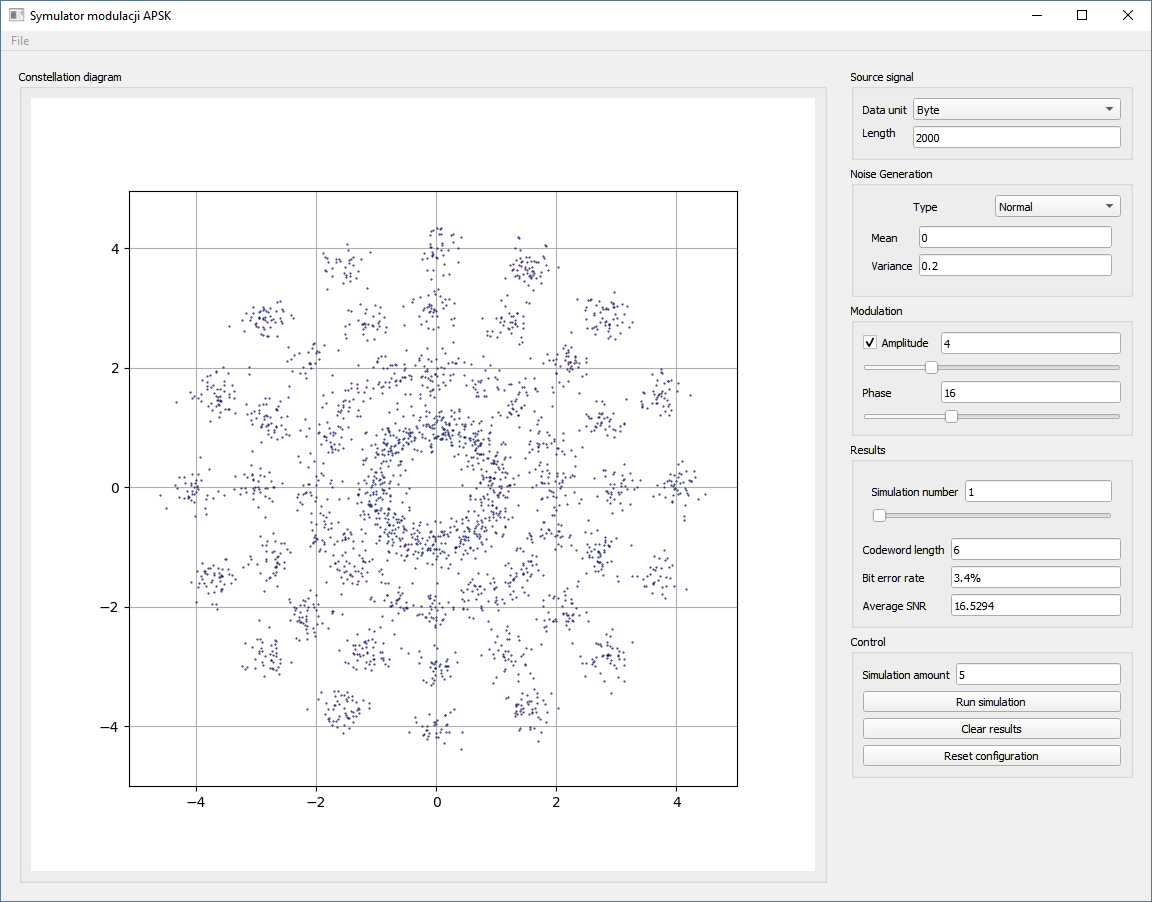 Symulator modulacji APSK
File
Constellation diagram
4
2
0
−2
−4
−4
−2
0
2
4
Source signal
Data unit Byte
Length 2000
Noise Generation
Type Normal
Mean 0
Variance 0.2
Modulation
Amplitude 4
Phase 16
Results
Simulation number 1
Codeword length 6
Bit error rate 3.4%
Average SNR 16.5294
Control
Simulation amount 5
Run simulation
Clear results
Reset configuration